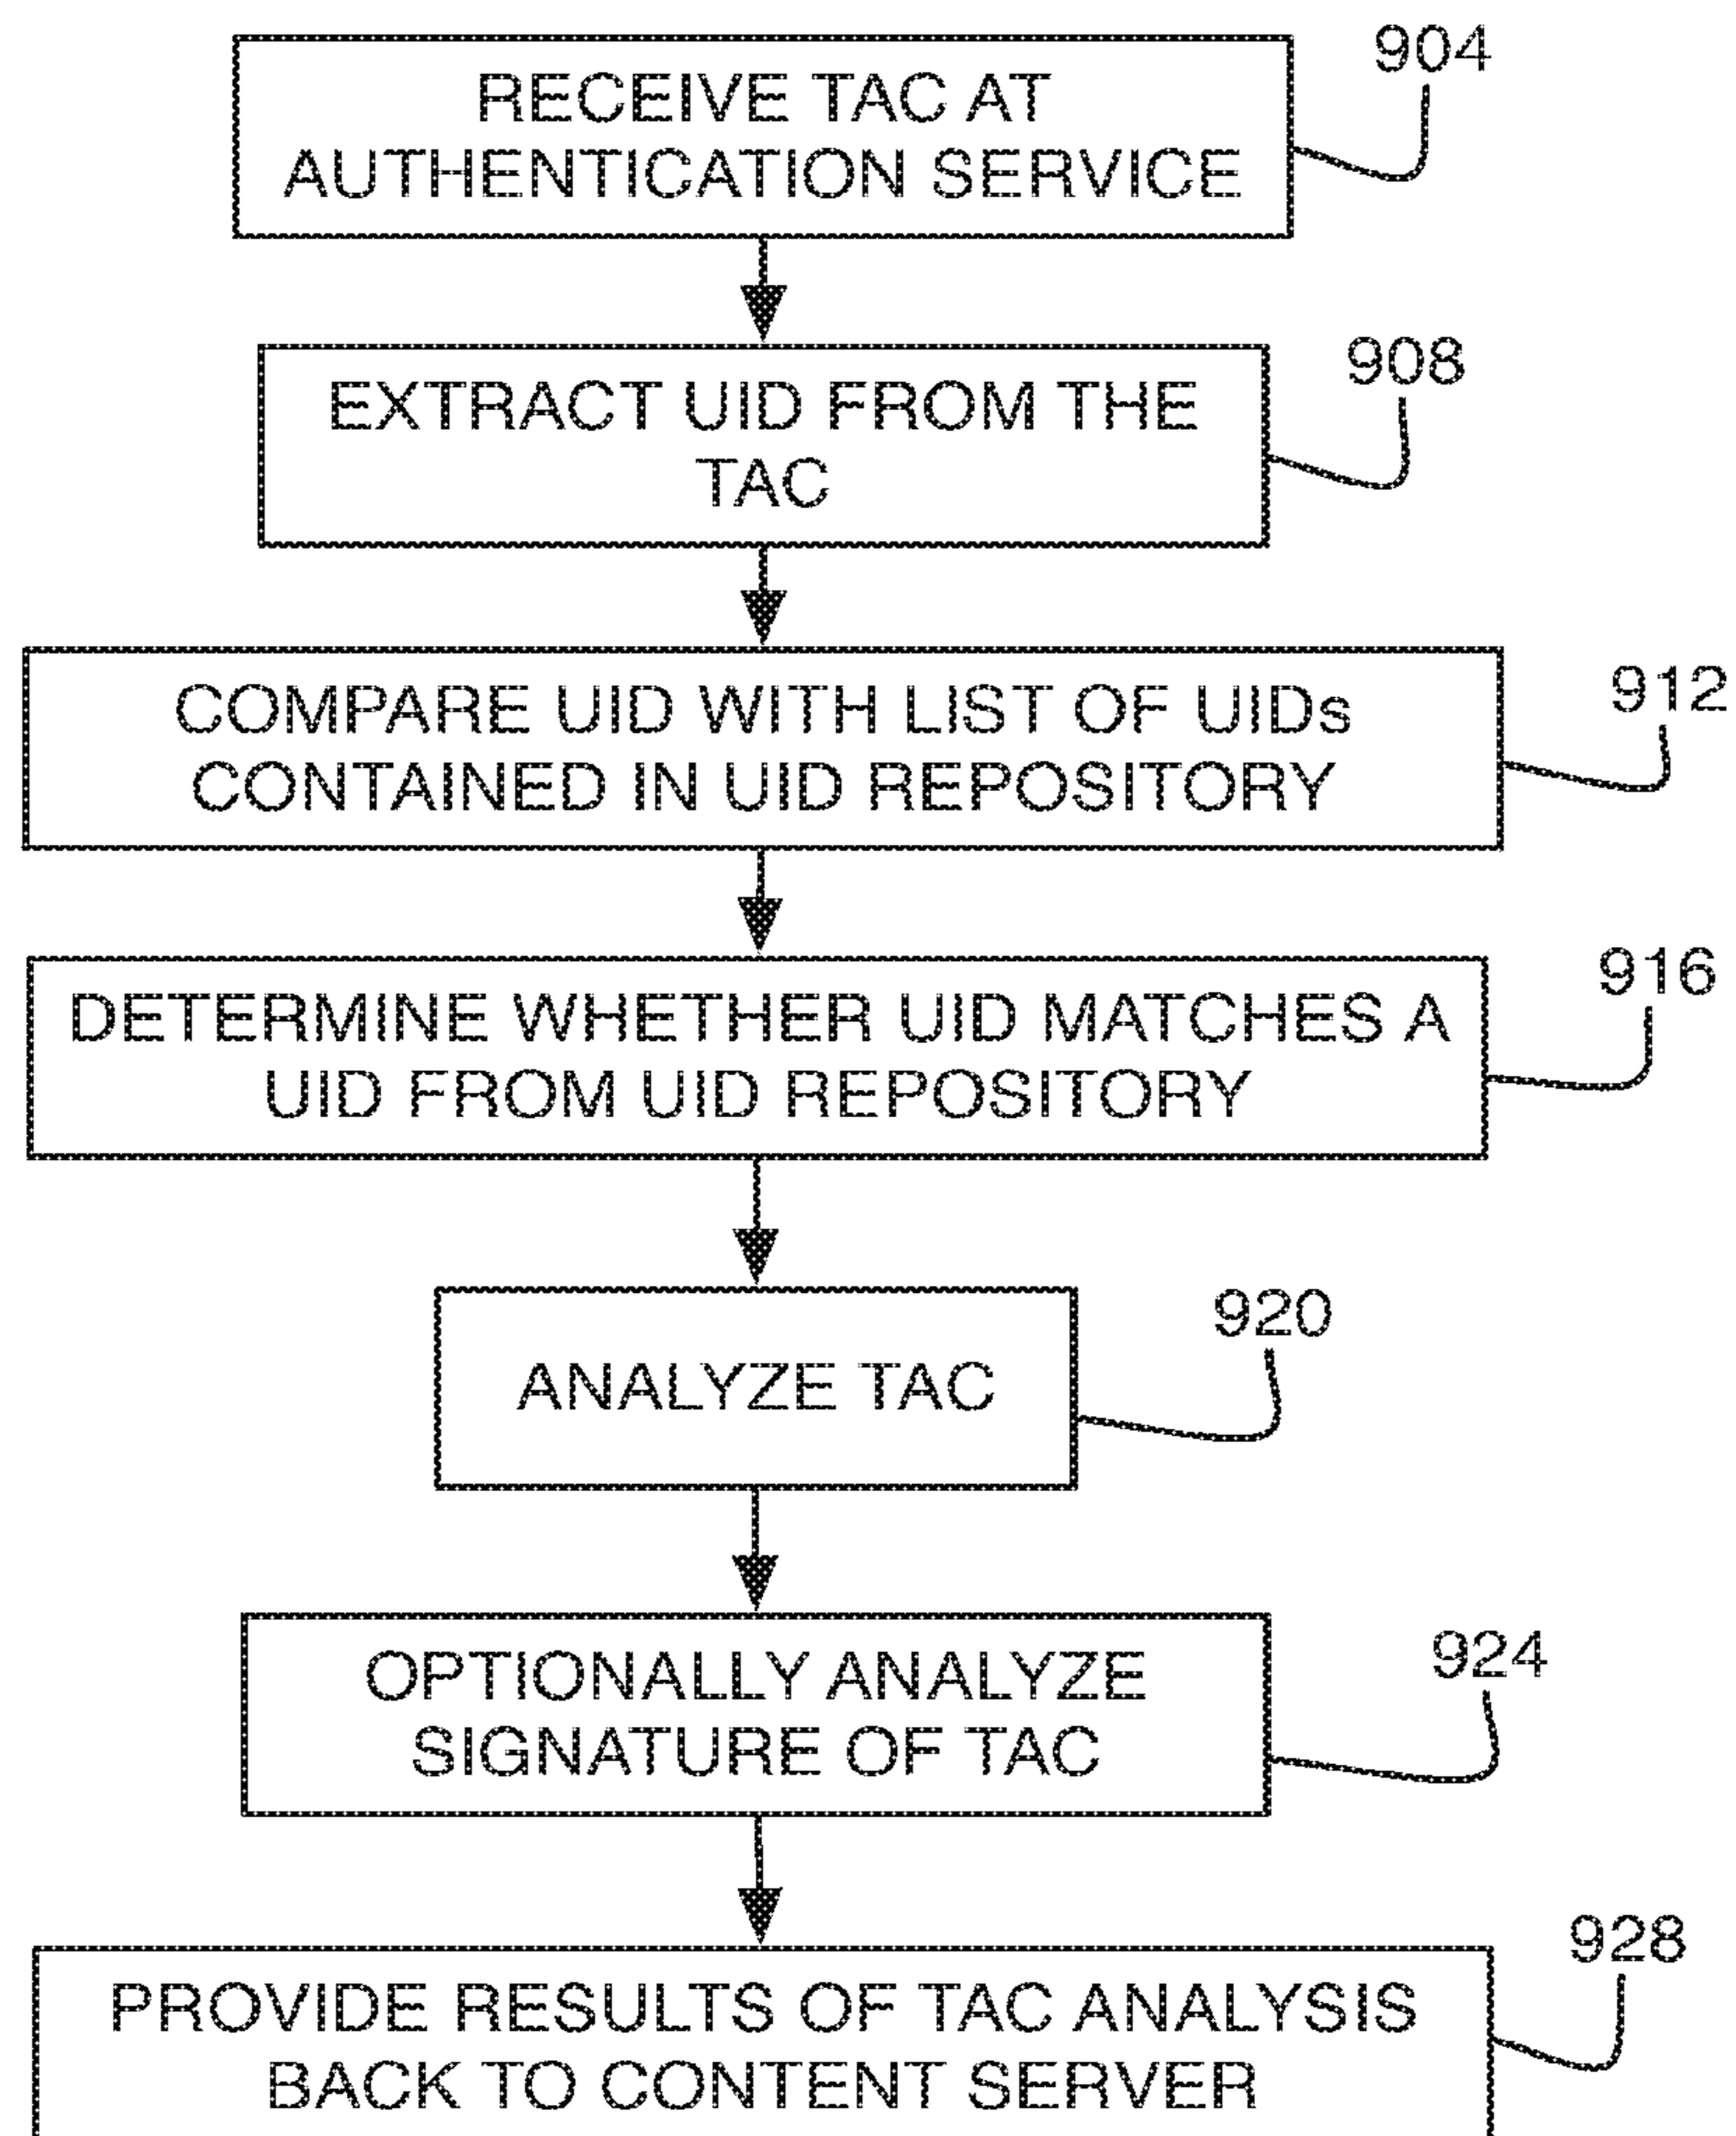 904
RECEIVE TAC AT
AUTHENTICATION SERVICE
908
EXTRACT UID FROM THE
TAC
912
COMPARE UID WITH LIST OF UIDs
CONTAINED IN UID REPOSITORY
916
DETERMINE WHETHER UID MATCHES A
UID FROM UID REPOSITORY
920
ANALYZE TAC
924
OPTIONALLY ANALYZE
SIGNATURE OF TAC
928
PROVIDE RESULTS OF TAC ANALYSIS
BACK TO CONTENT SERVER